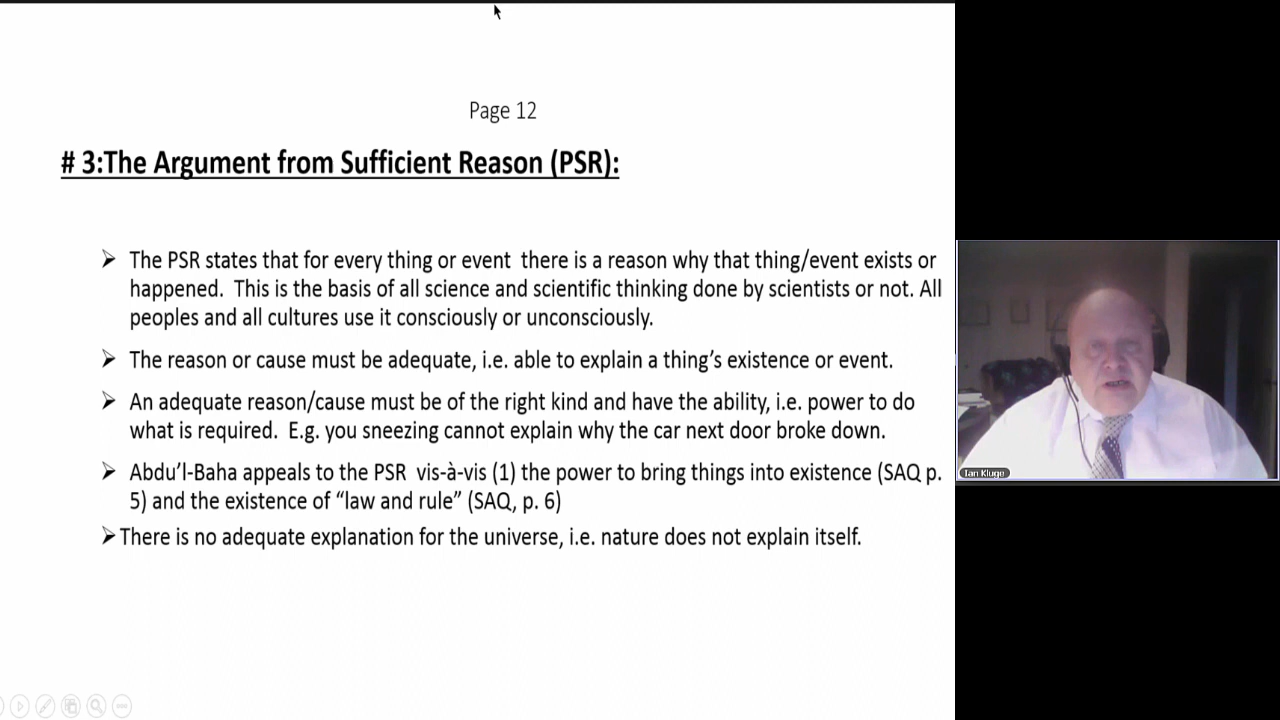 Page 12
# 3:The Argument from Sufficient Reason (PSR):
The PSR states that for every thing or event there is a reason why that thing/event exists or
happened. This is the basis of all science and scientific thinking done by scientists or not. All
peoples and all cultures use it consciously or unconsciously.
The reason or cause must be adequate, i.e. able to explain a thing’s existence or event.
An adequate reason/cause must be of the right kind and have the ability, i.e. power to do
what is required. E.g. you sneezing cannot explain why the car next door broke down.
Abdu’l-Baha appeals to the PSR vis-à-vis (1) the power to bring things into existence (SAQ p.
5) and the existence of “law and rule” (SAQ, p. 6)
There is no adequate explanation for the universe, i.e. nature does not explain itself.
Ian Kluge